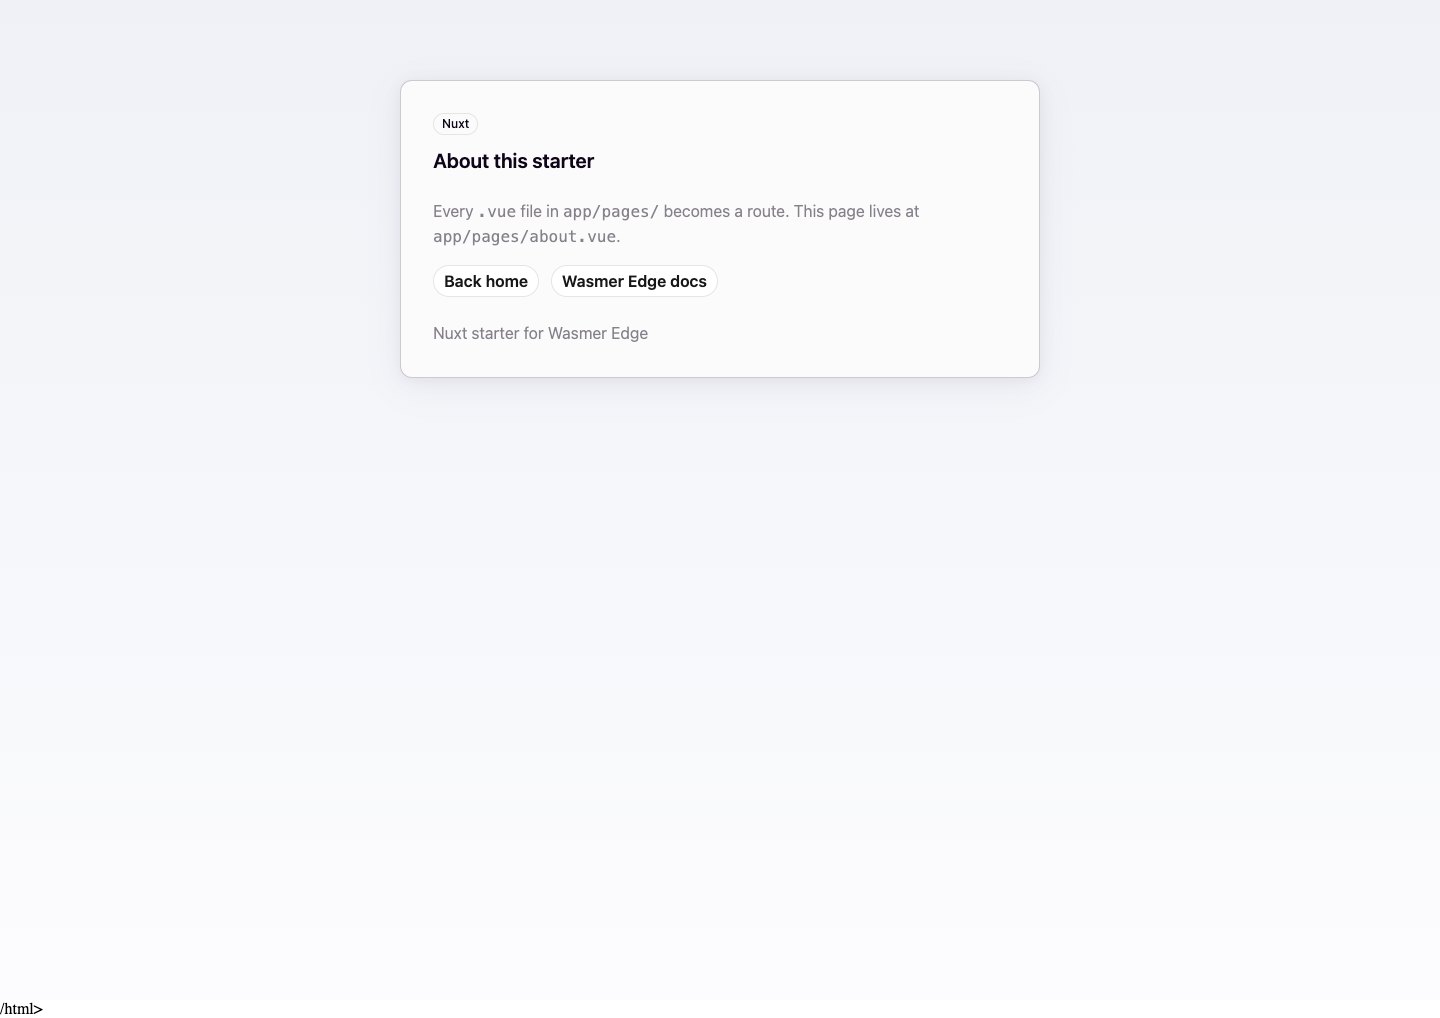 Nuxt
About this starter
Every .vue file in app/pages/ becomes a route. This page lives at
app/pages/about.vue.
Back home Wasmer Edge docs
Nuxt starter for Wasmer Edge
/html>